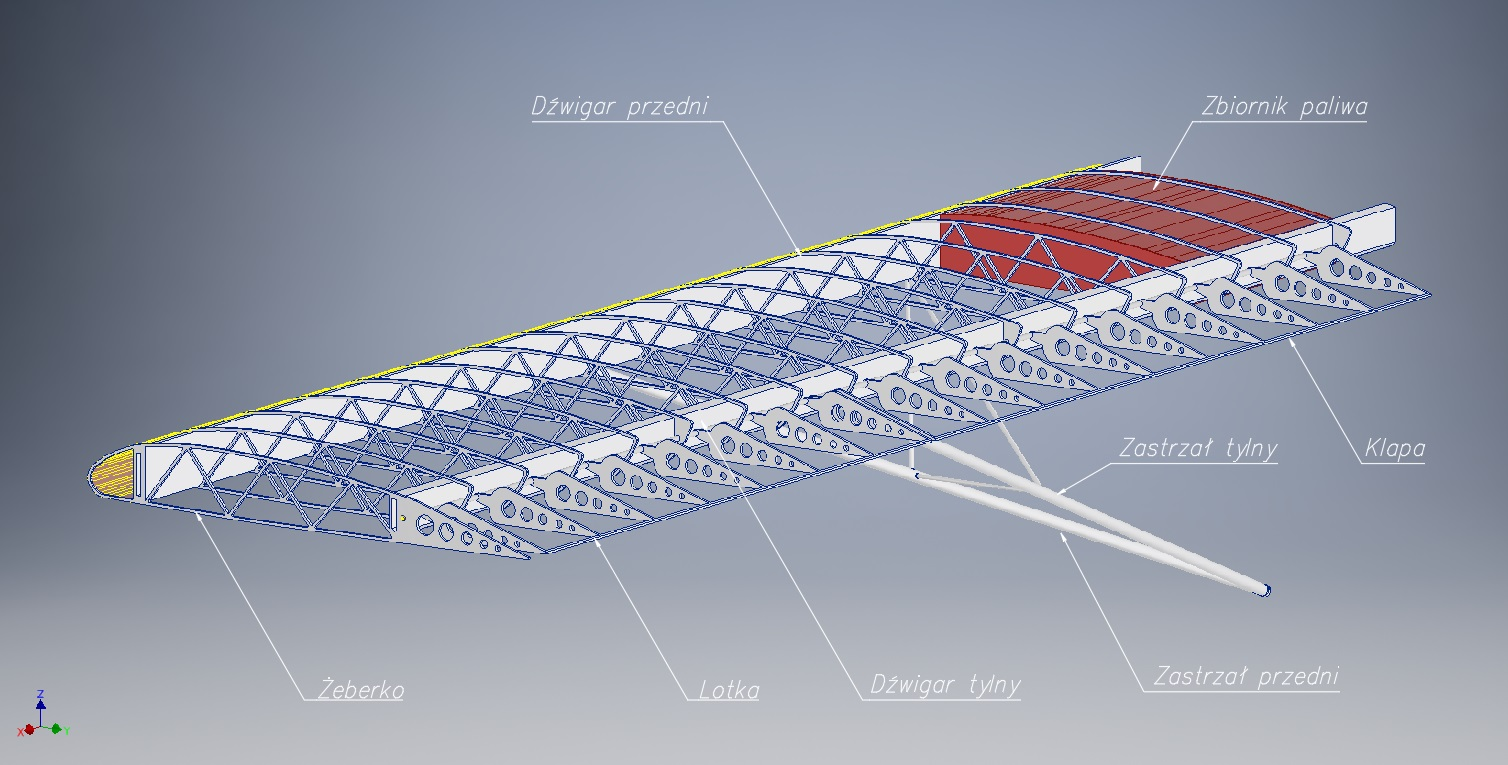 Dźwigar przedni
Zbiornik paliwa
Zastrzał tylny
Klapa
Zastrzał przedni
Dźwigar tylny
Lotka
Żeberko
Z
X
Y